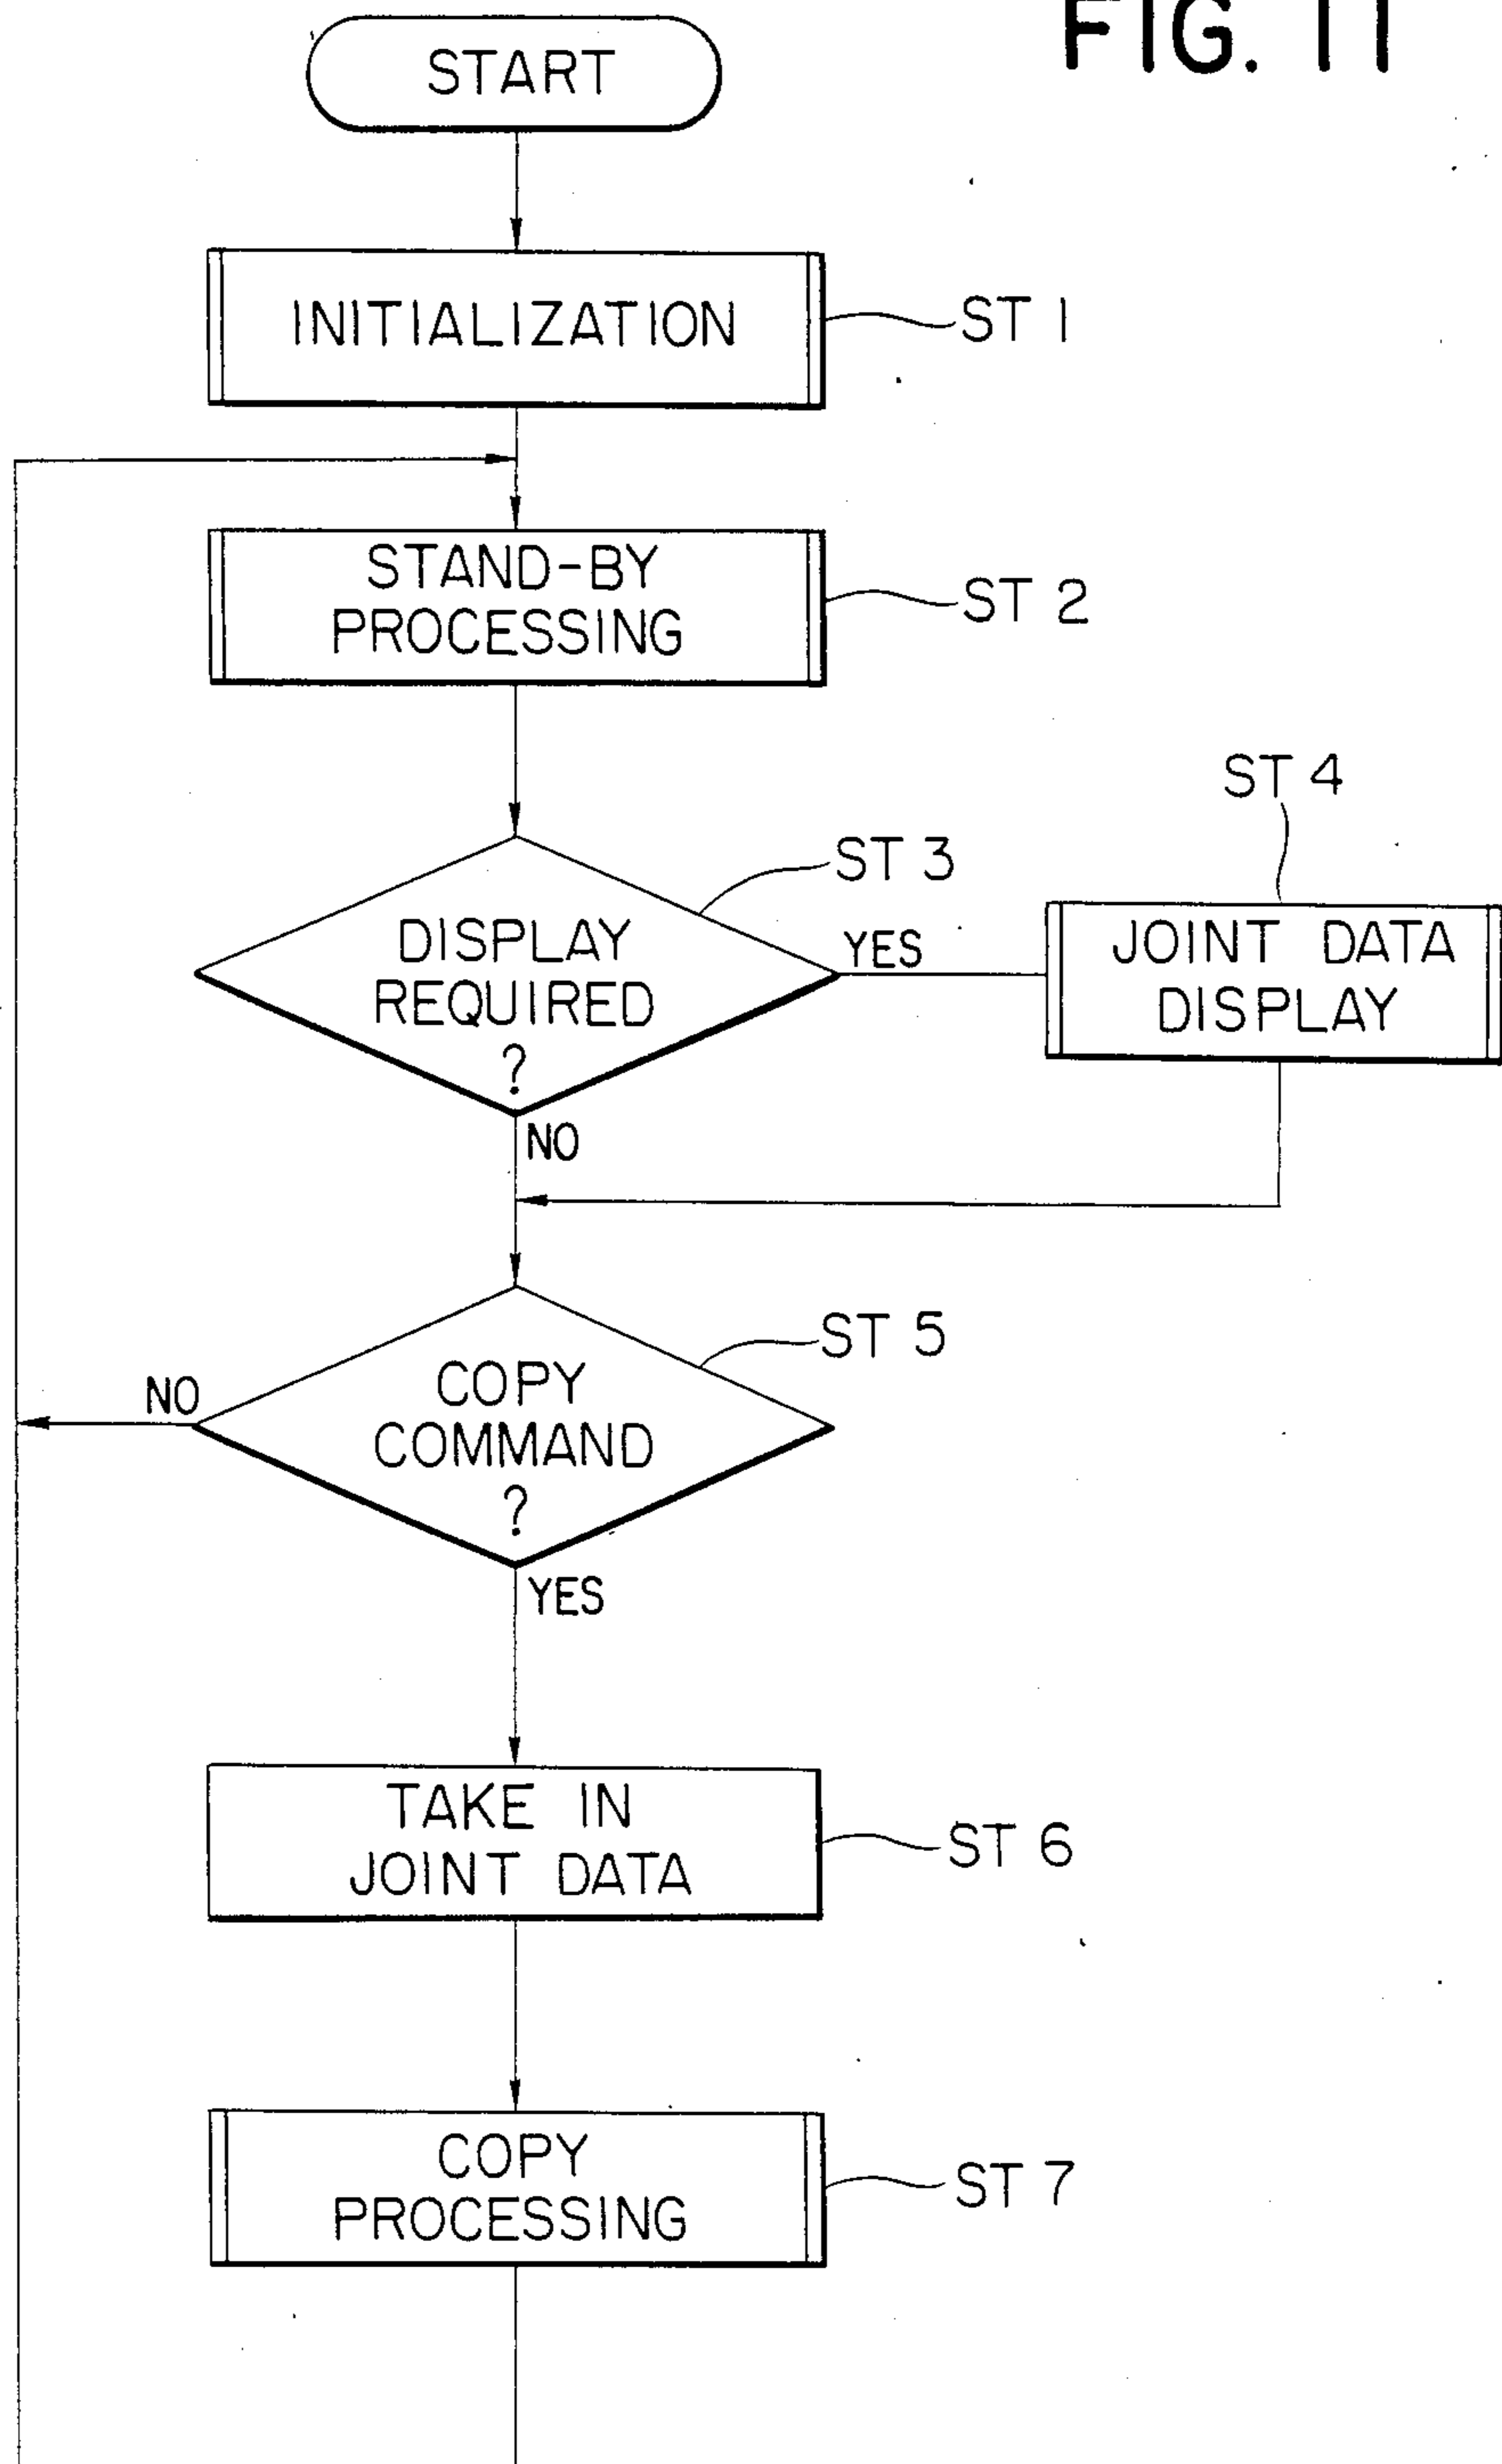 FIG. 11
START
INITIALIZATION
ST 1
STAND-BY
PROCESSING
ST 2
ST 4
ST 3
DISPLAY
REQUIRED
?
YES
JOINT DATA
DISPLAY
NO
ST 5
COPY
COMMAND
?
NO
YES
TAKE IN
JOINT DATA
ST 6
COPY
PROCESSING
ST 7